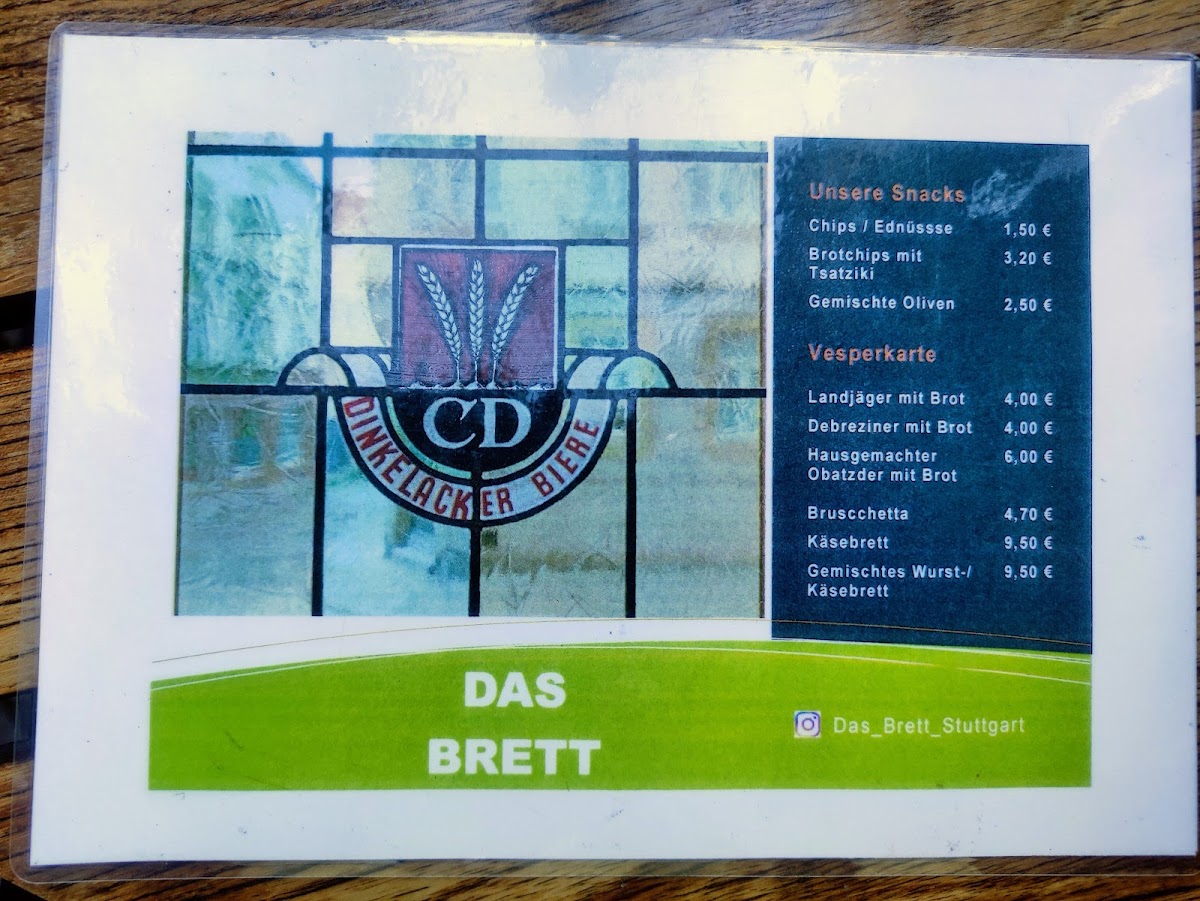 CD
DINKELACKER BIERE
Unsere Snacks
Chips / Ednüssse 1,50 €
Brotchips mit 3,20 €
Tsatziki
Gemischte Oliven 2,50 €
Vesperkarte
Landjäger mit Brot 4,00 €
Debreziner mit Brot 4,00 €
Hausgemachter 6,00 €
Obatzder mit Brot
Bruscchetta 4,70 €
Käsebrett 9,50 €
Gemischtes Wurst-/ 9,50 €
Käsebrett
DAS
BRETT
Das_Brett_Stuttgart